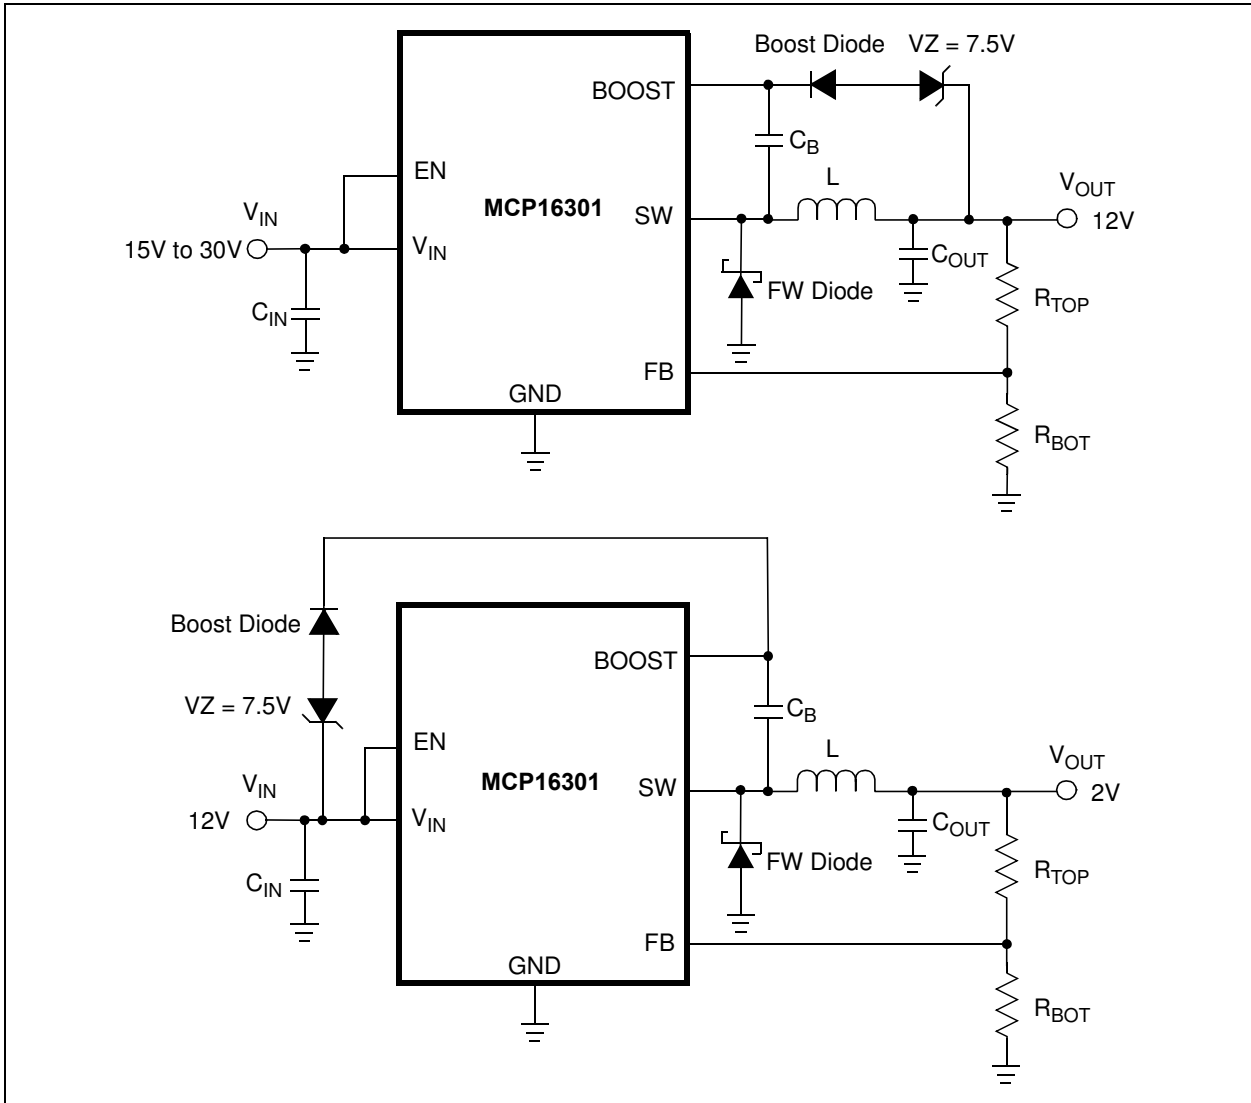 Boost Diode VZ = 7.5V
BOOST
C_B
EN
L
V_OUT
MCP16301
SW
12V
V_IN
15V to 30V
V_IN
C_OUT
FW Diode
R_TOP
C_IN
FB
GND
R_BOT
Boost Diode
BOOST
VZ = 7.5V
C_B
EN
L
V_OUT
MCP16301
SW
2V
V_IN
12V
V_IN
C_OUT
FW Diode
R_TOP
C_IN
FB
GND
R_BOT